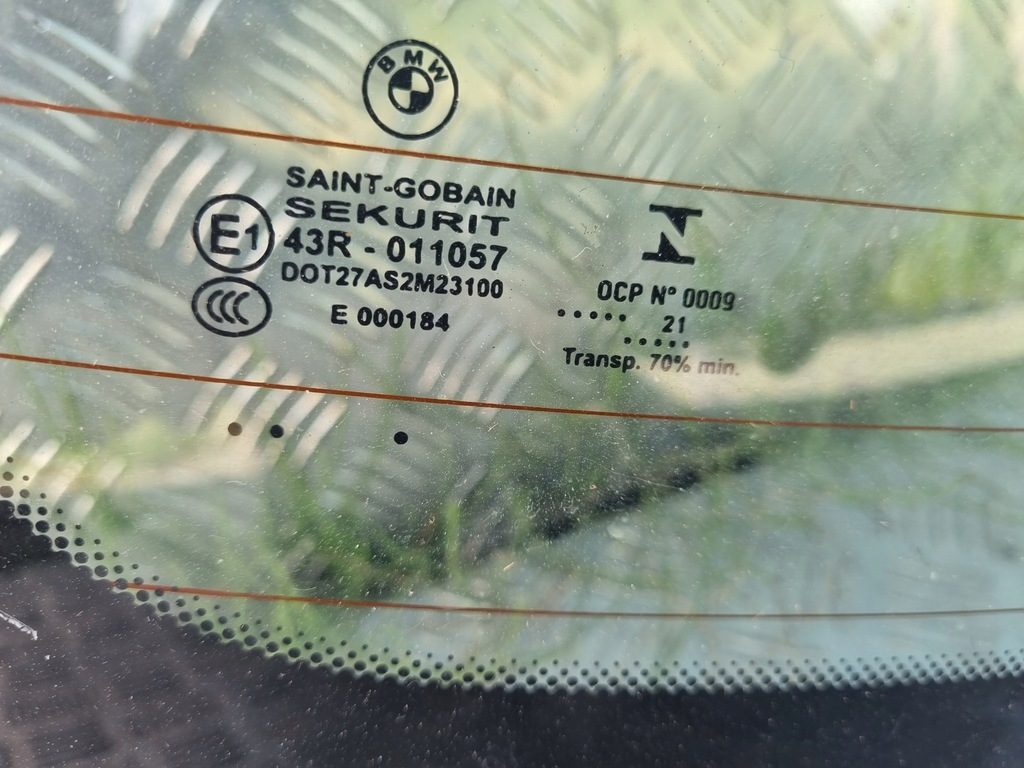 BMW
SAINT-GOBAIN
SEKURIT
E1
43R - 011057
DOT27AS2M23100
CCC
E 000184
OCP N° 0009
..... 21
.....
Transp. 70% min.